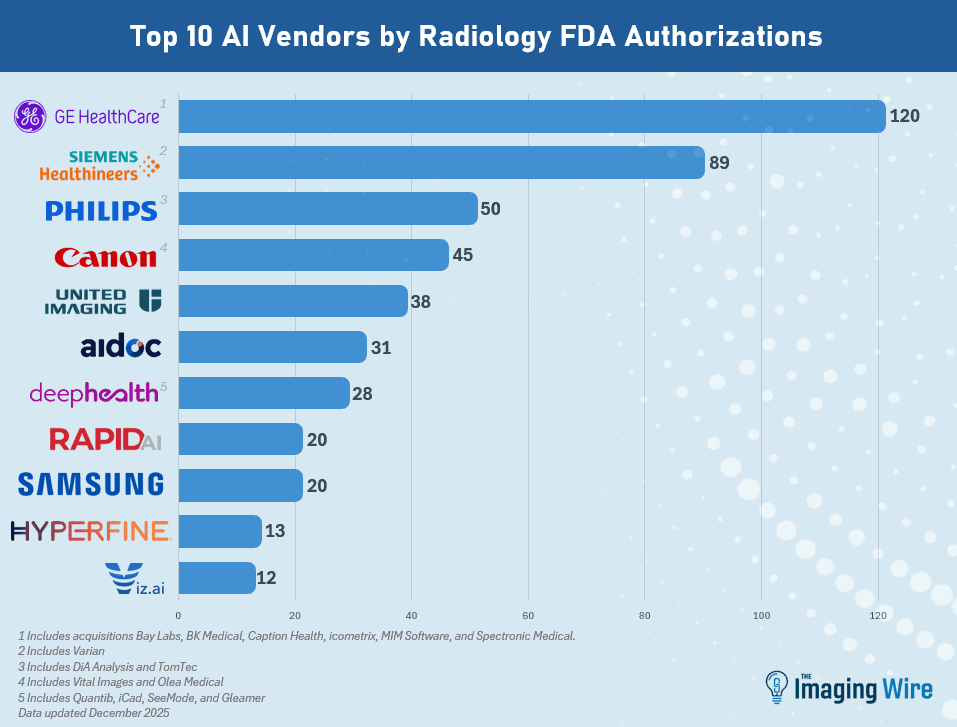 Top 10 AI Vendors by Radiology FDA Authorizations
GE HealthCare 1 120
SIEMENS
Healthineers 2 89
PHILIPS 3 50
Canon 4 45
UNITED
IMAGING 38
aidoc 31
deephealth 5 28
RAPIDAI 20
SAMSUNG 20
HYPERFINE 13
Viz.ai 12
0 20 40 60 80 100 120
1 Includes acquisitions Bay Labs, BK Medical, Caption Health, icometrix, MIM Software, and Spectronic Medical.
2 Includes Varian
3 Includes DiA Analysis and TomTec
4 Includes Vital Images and Olea Medical
5 Includes Quantib, iCad, SeeMode, and Gleamer
Data updated December 2025
THE
Imaging Wire